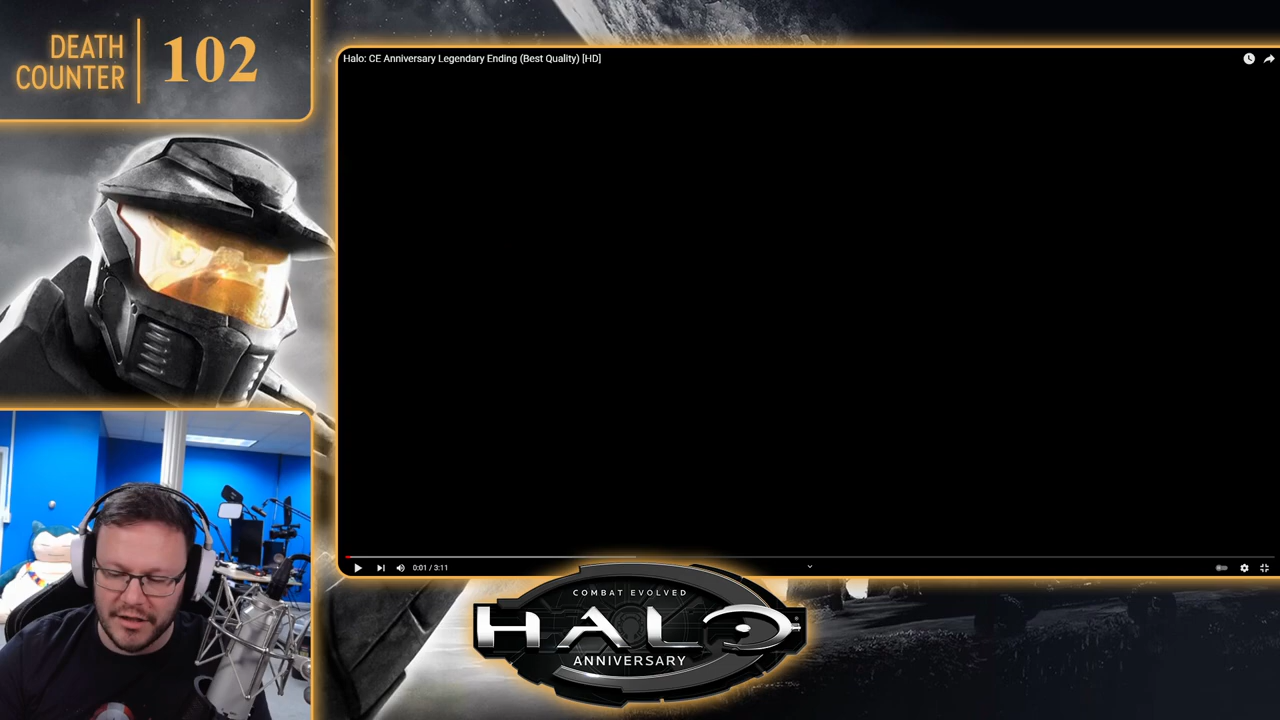 DEATH
COUNTER
102
Halo: CE Anniversary Legendary Ending (Best Quality) [HD]
0:01 / 3:11
COMBAT EVOLVED
HALO
ANNIVERSARY